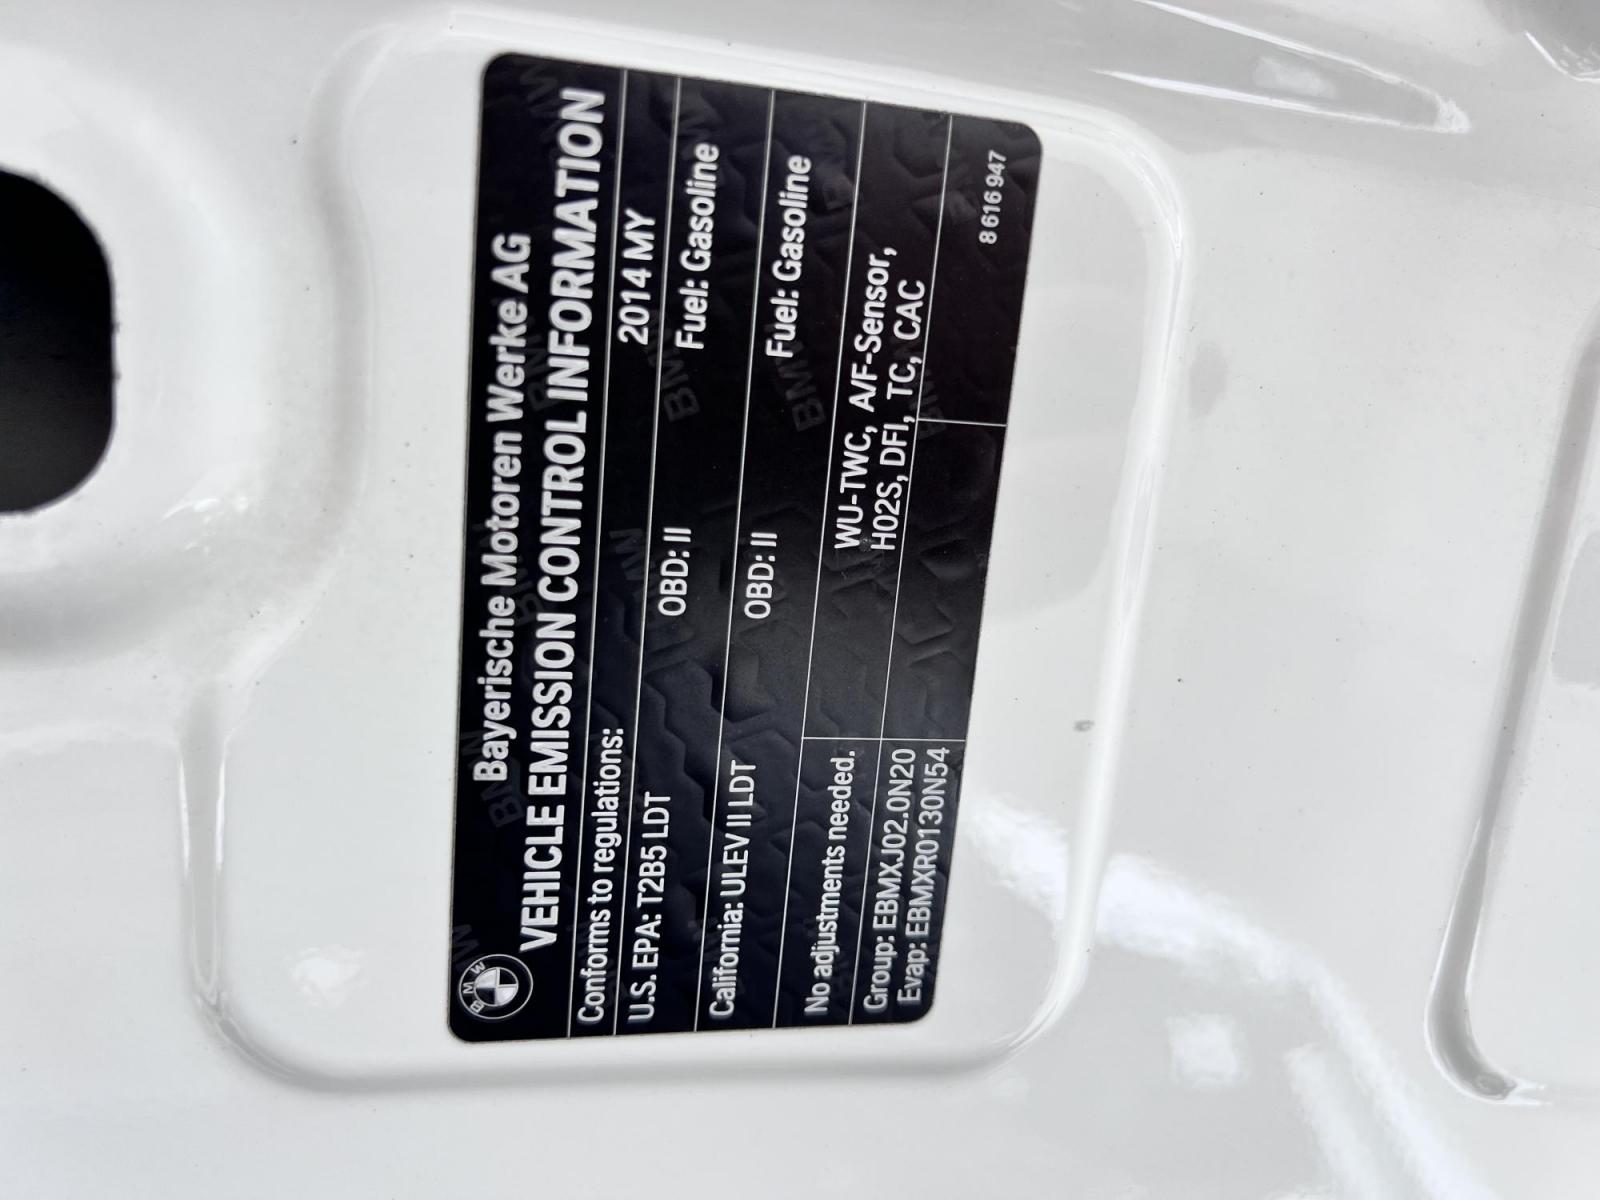 BMW
Bayerische Motoren Werke AG
VEHICLE EMISSION CONTROL INFORMATION
Conforms to regulations: 2014 MY
U.S. EPA: T2B5 LDT OBD: II Fuel: Gasoline
California: ULEV II LDT OBD: II Fuel: Gasoline
No adjustments needed. WU-TWC, A/F-Sensor,
H02S, DFI, TC, CAC
Group: EBMXJ02.0N20
Evap: EBMXR0130N54
8 616 947